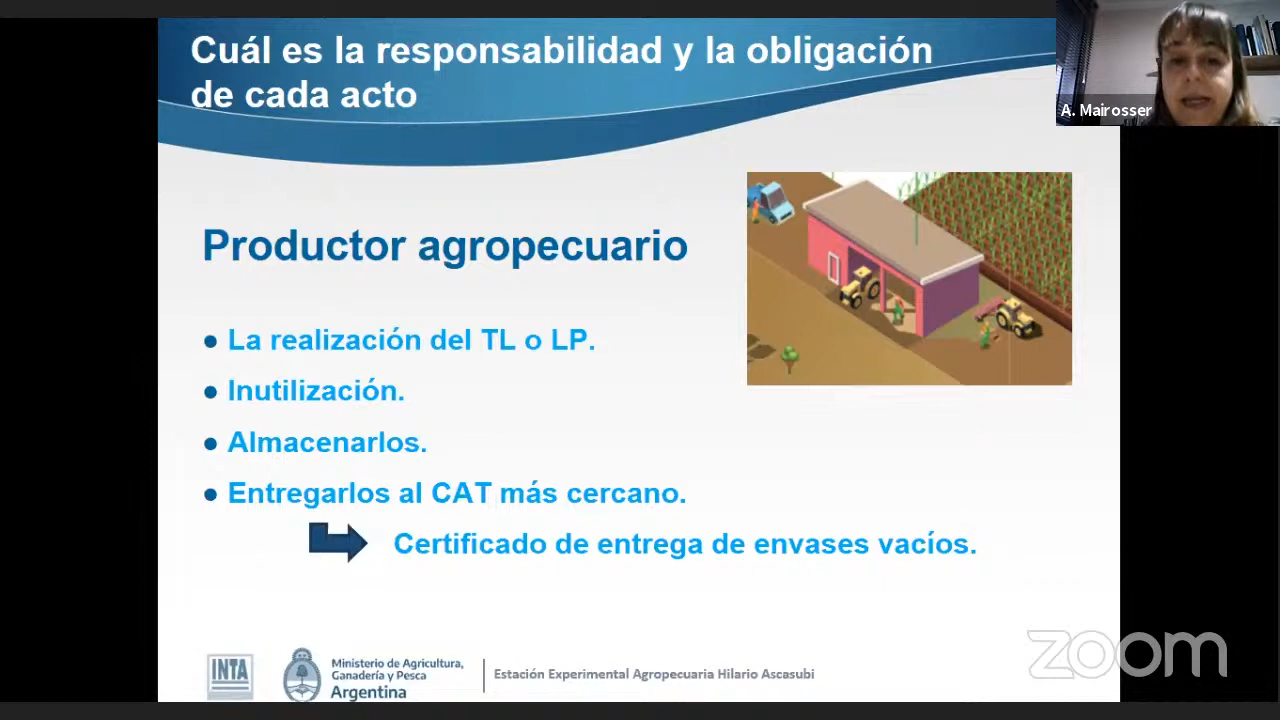 Cuál es la responsabilidad y la obligación
de cada acto
A. Mairosser
Productor agropecuario
La realización del TL o LP.
Inutilización.
Almacenarlos.
Entregarlos al CAT más cercano.
Certificado de entrega de envases vacíos.
INTA
Ministerio de Agricultura,
Ganadería y Pesca
Argentina
Estación Experimental Agropecuaria Hilario Ascasubi
zoom